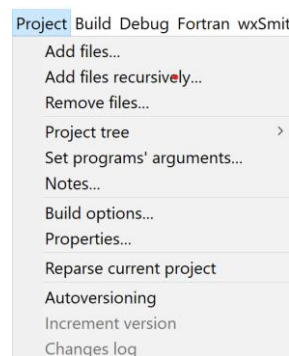 Project Build Debug Fortran wxSmit
Add files...
Add files recursively...
Remove files...
Project tree >
Set programs' arguments...
Notes...
Build options...
Properties...
Reparse current project
Autoversioning
Increment version
Changes log